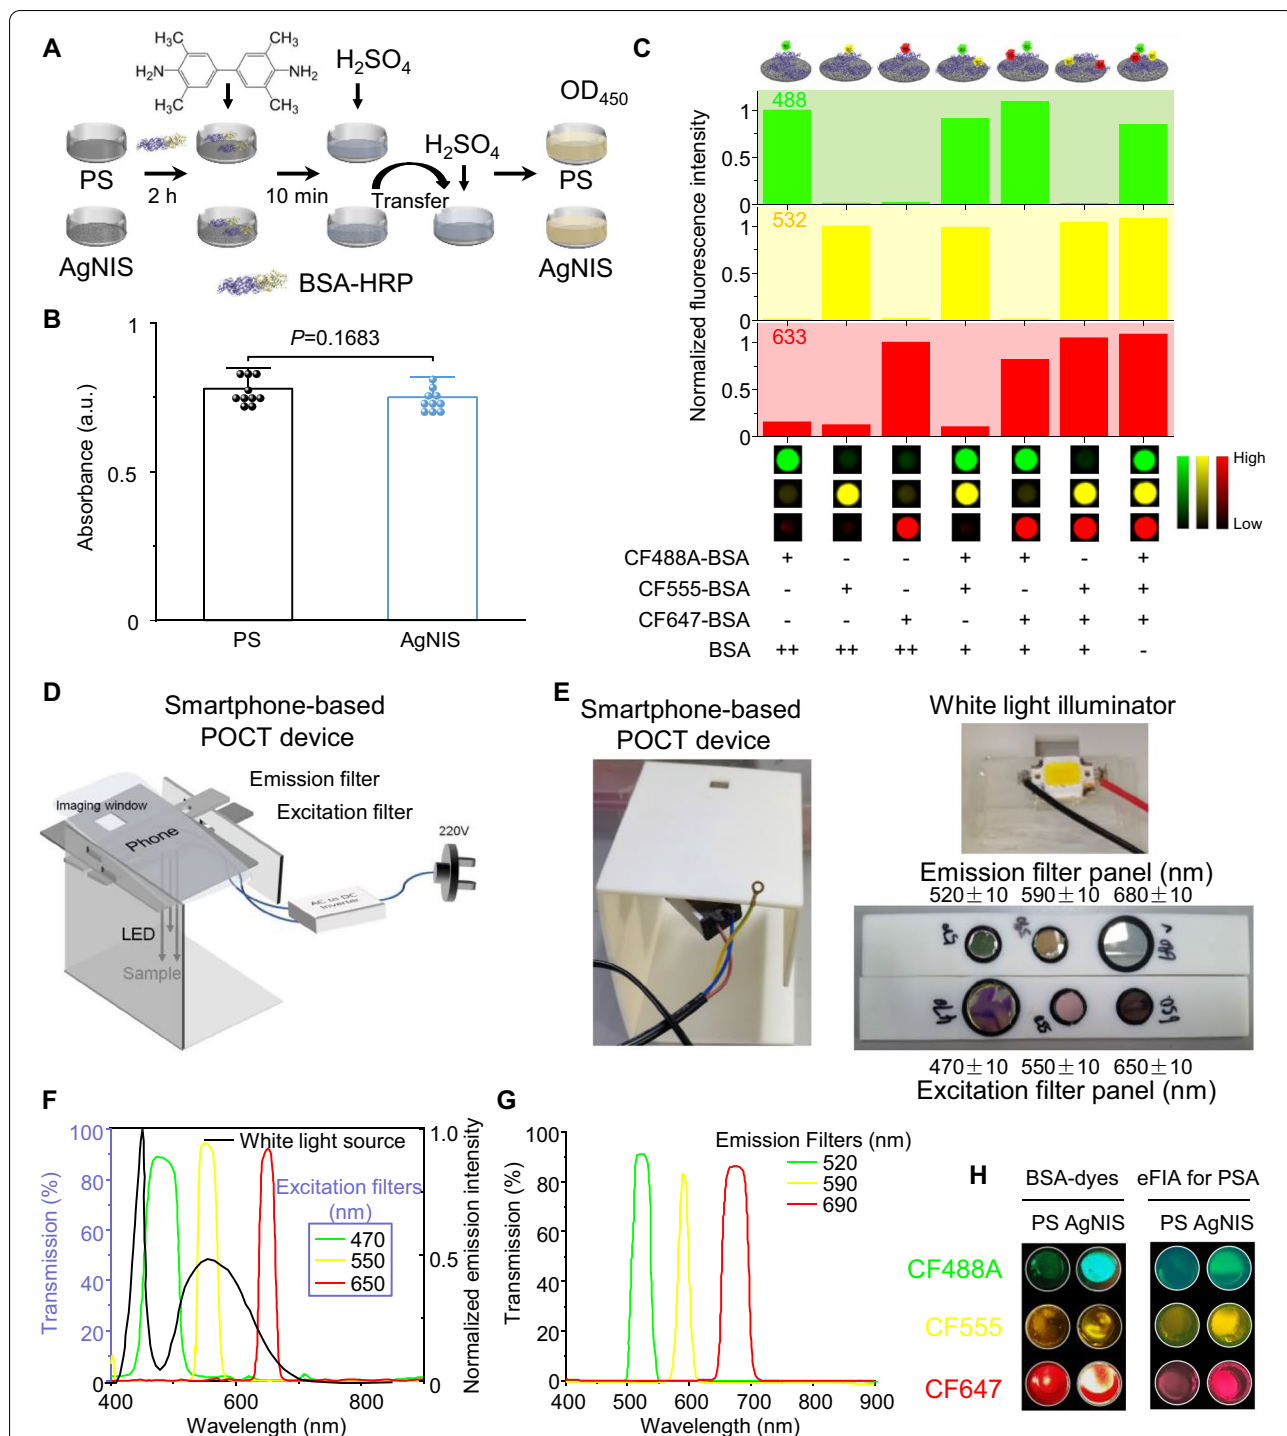 A
CH₃
CH₃
H₂N
NH₂
CH₃
CH₃
H₂SO₄
OD₄₅₀
H₂SO₄
PS
2 h
10 min
Transfer
PS
AgNIS
AgNIS
BSA-HRP
B
1
P=0.1683
Absorbance (a.u.)
0.5
0
PS
AgNIS
C
Normalized fluorescence intensity
488
1
0.5
0
532
1
0.5
0
633
1
0.5
0
High
Low
CF488A-BSA + - - + + - +
CF555-BSA - + - + - + +
CF647-BSA - - + - + + +
BSA ++ ++ ++ + + + -
D
Smartphone-based
POCT device
Emission filter
Excitation filter
Imaging window
Phone
220V
AC to DC
Inverter
LED
Sample
E
Smartphone-based
POCT device
White light illuminator
Emission filter panel (nm)
520±10 590±10 680±10
470±10 550±10 650±10
Excitation filter panel (nm)
F
Transmission (%)
100
80
60
40
20
0
White light source
Excitation filters
(nm)
470
550
650
1.0
0.5
0
Normalized emission intensity
400 600 800
Wavelength (nm)
G
Transmission (%)
100
80
60
40
20
0
Emission Filters (nm)
520
590
690
400 500 600 700 800 900
Wavelength (nm)
H
BSA-dyes eFIA for PSA
PS AgNIS PS AgNIS
CF488A
CF555
CF647